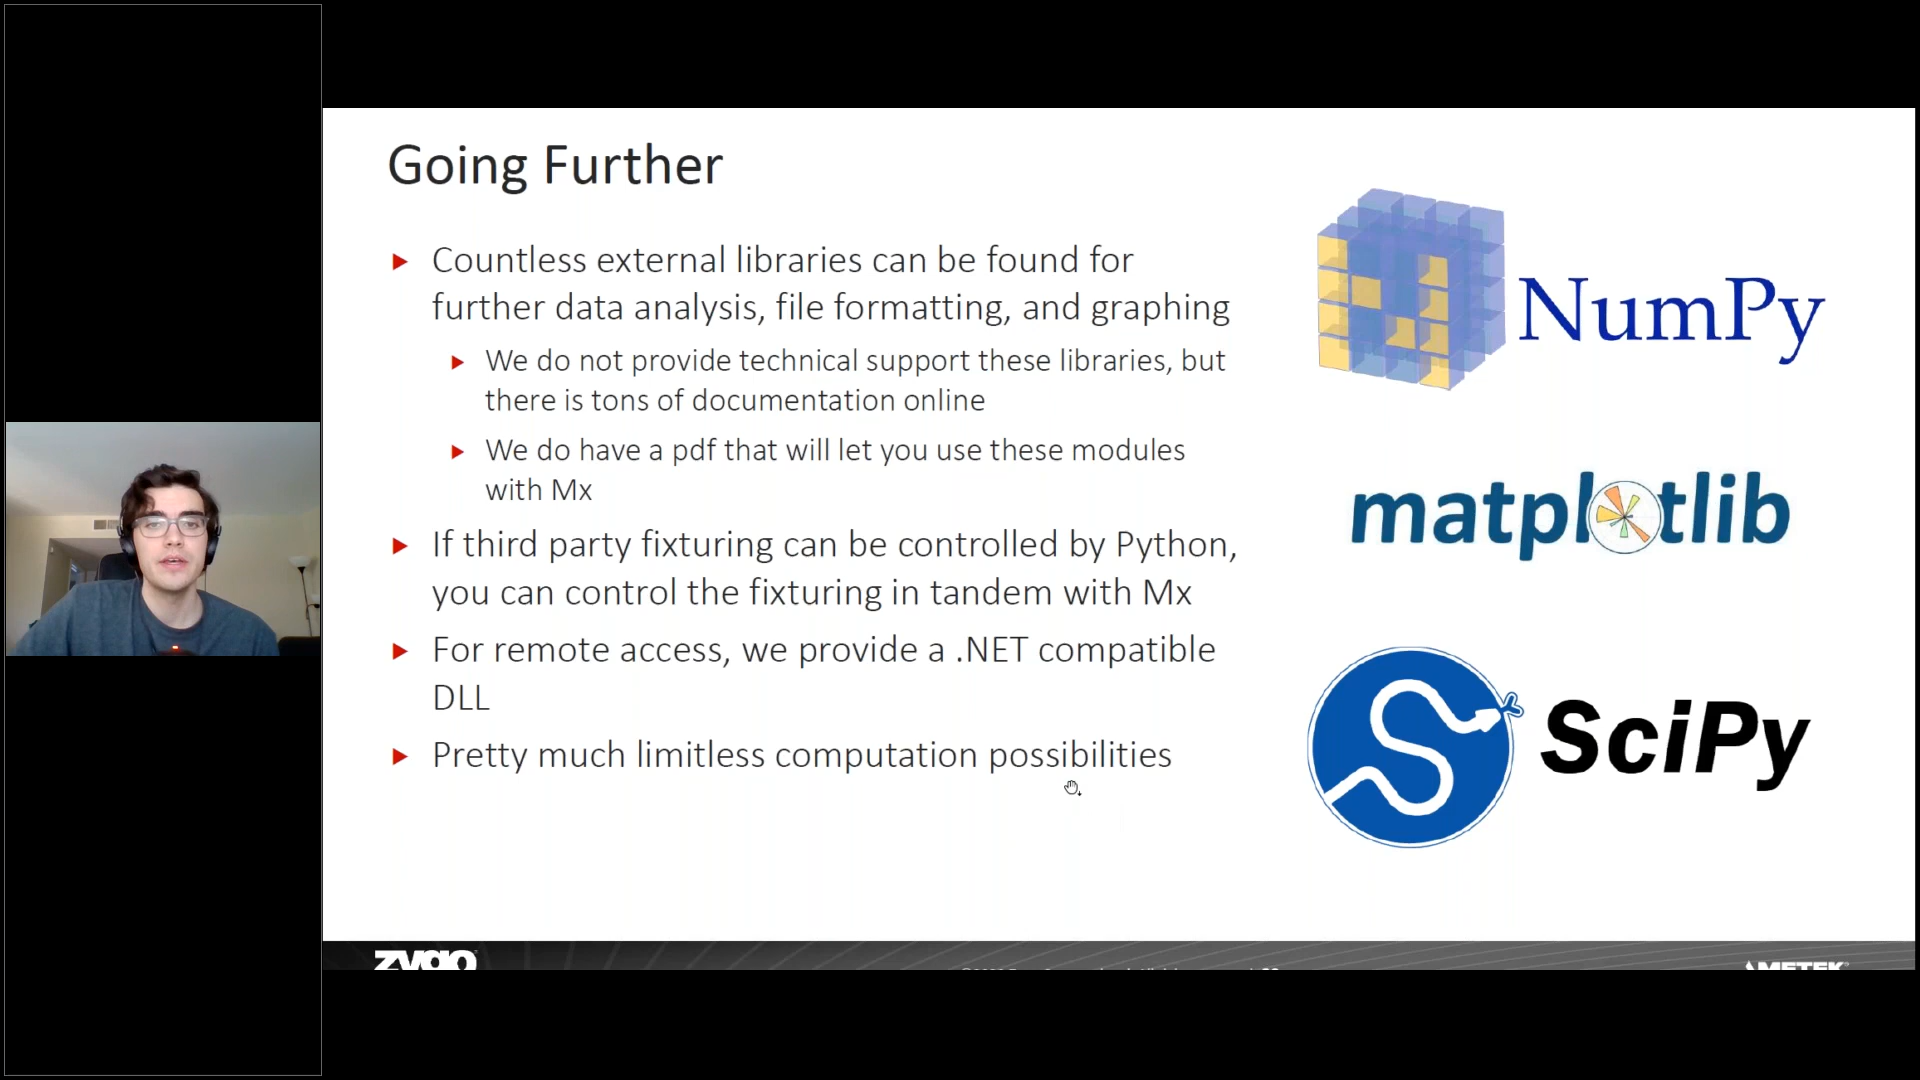 Going Further
Countless external libraries can be found for
further data analysis, file formatting, and graphing
We do not provide technical support these libraries, but
there is tons of documentation online
We do have a pdf that will let you use these modules
with Mx
If third party fixturing can be controlled by Python,
you can control the fixturing in tandem with Mx
For remote access, we provide a .NET compatible
DLL
Pretty much limitless computation possibilities
NumPy
matplotlib
SciPy
zygo
AMETEK